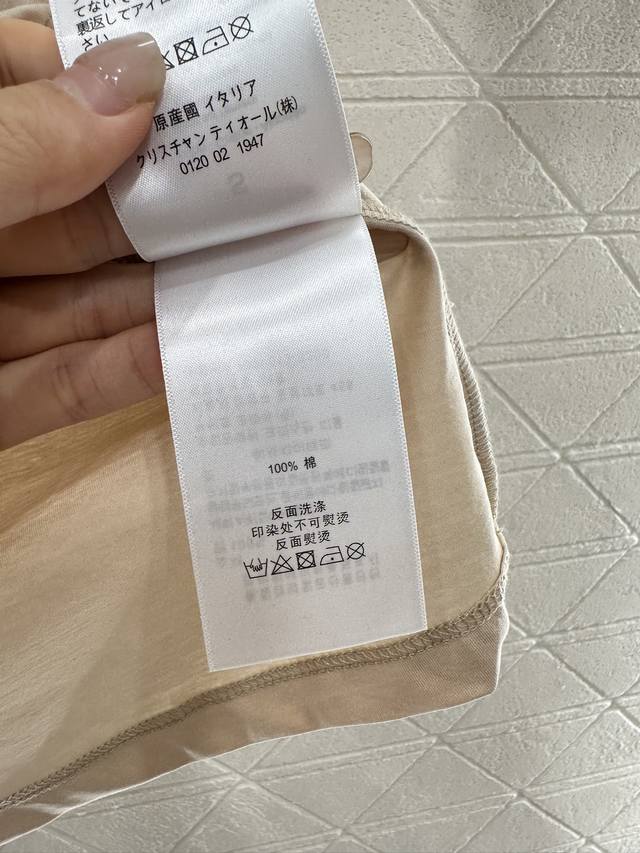 てないで
裏返してアイロ
さい
原産國 イタリア
クリスチャン ディオール(株)
0120 02 1947
100% 棉
反面洗涤
印染处不可熨烫
反面熨烫